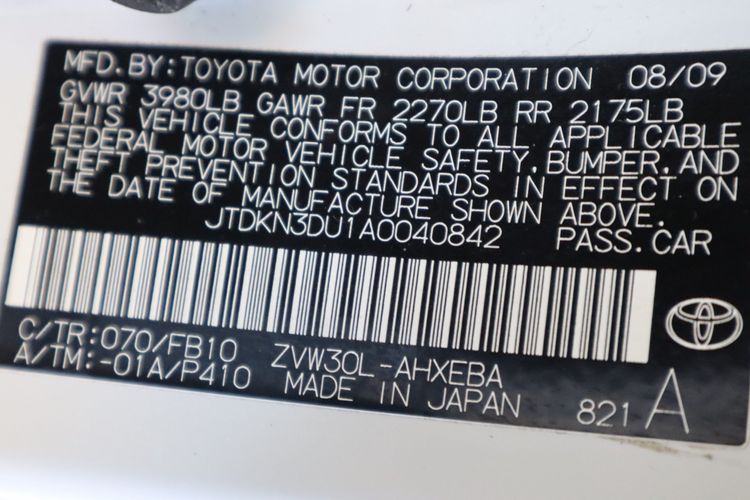 MFD. BY: TOYOTA MOTOR CORPORATION 08/09
GVWR 3980LB GAWR FR 2270LB RR 2175LB
THIS VEHICLE CONFORMS TO ALL APPLICABLE
FEDERAL MOTOR VEHICLE SAFETY, BUMPER, AND
THEFT PREVENTION STANDARDS IN EFFECT ON
THE DATE OF MANUFACTURE SHOWN ABOVE.
JTDKN3DU1A0040842 PASS. CAR
C/TR: 070/FB10 ZVW30L-AHXEBA
A/TM: -01A/P410 MADE IN JAPAN 821 A